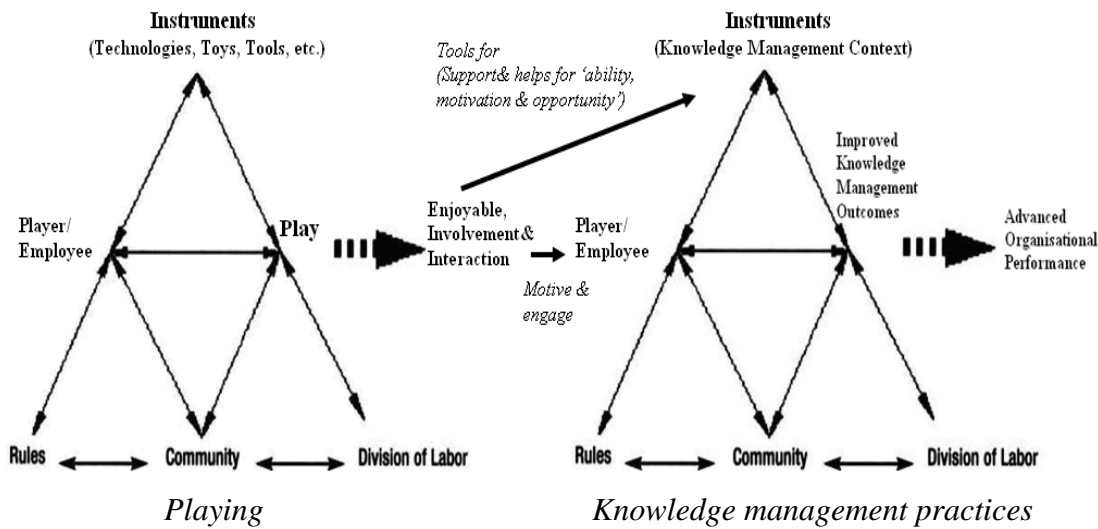 Instruments
(Technologies, Toys, Tools, etc.)
Tools for
(Support& helps for ‘ability,
motivation & opportunity’)
Instruments
(Knowledge Management Context)
Player/
Employee
Play
Enjoyable,
Involvement&
Interaction
Motive &
engage
Player/
Employee
Improved
Knowledge
Management
Outcomes
Advanced
Organisational
Performance
Rules
Community
Division of Labor
Rules
Community
Division of Labor
Playing
Knowledge management practices